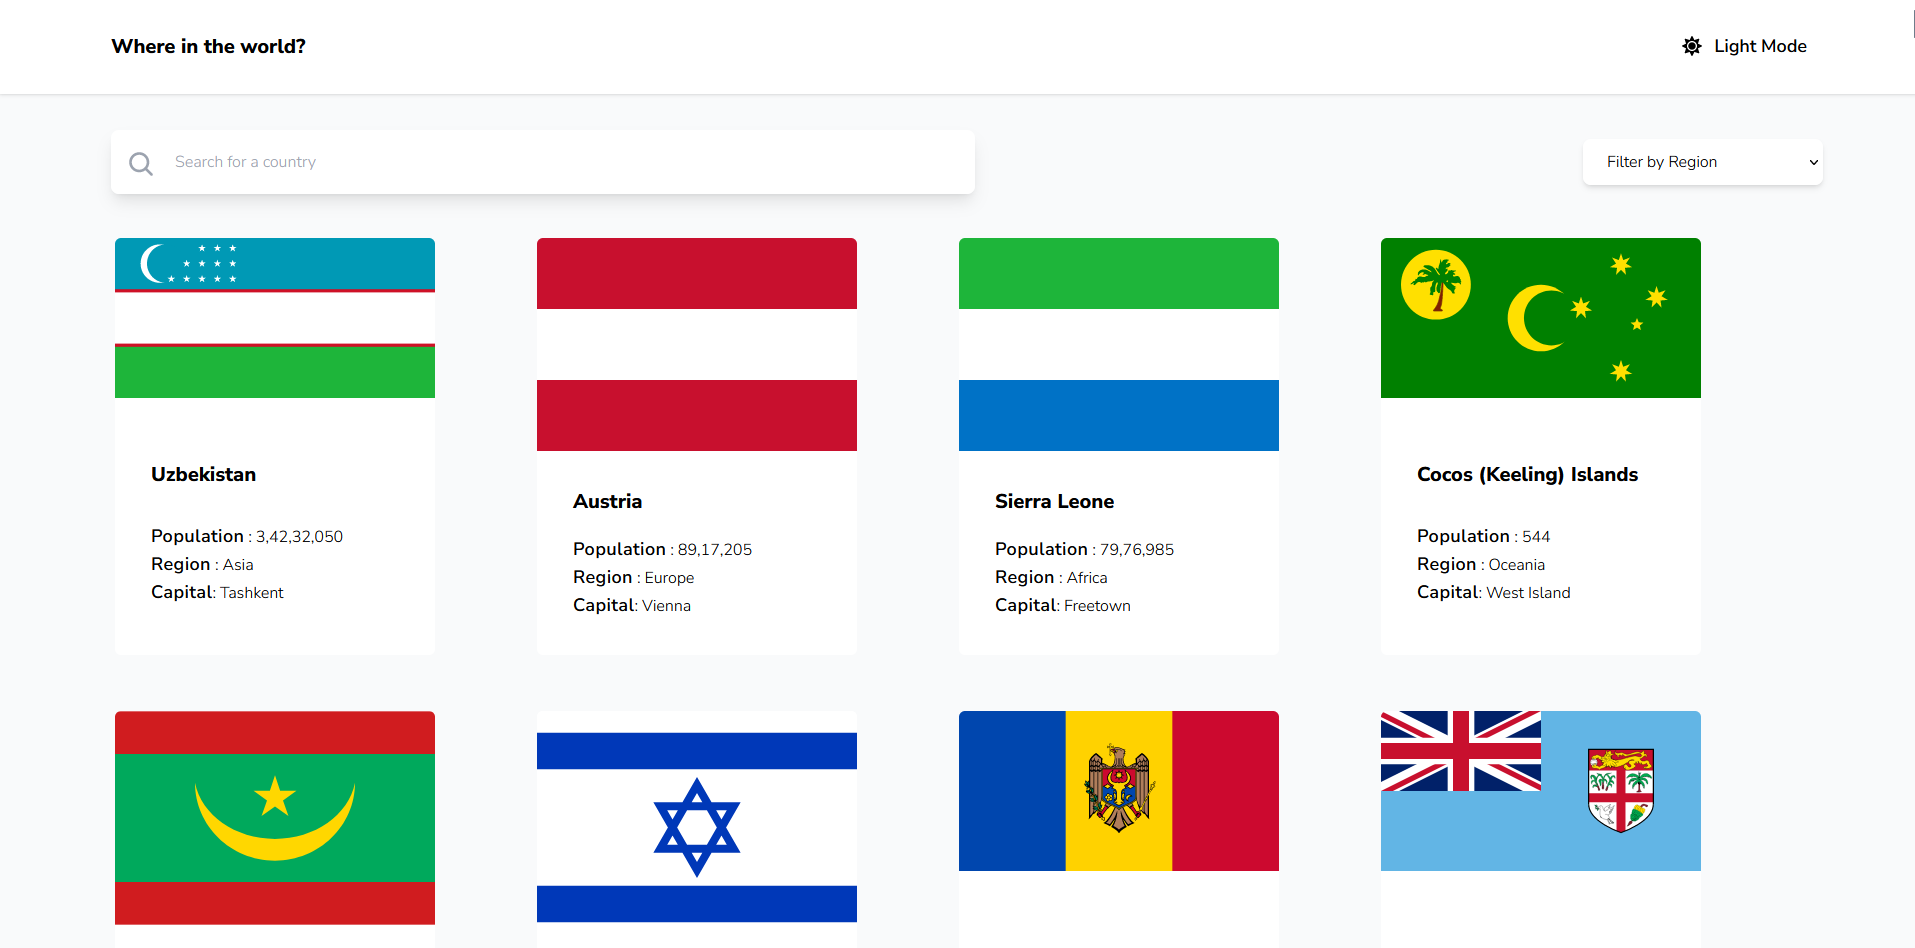 Where in the world?
Light Mode
Search for a country
Filter by Region
Uzbekistan
Population : 3,42,32,050
Region : Asia
Capital: Tashkent
Austria
Population : 89,17,205
Region : Europe
Capital: Vienna
Sierra Leone
Population : 79,76,985
Region : Africa
Capital: Freetown
Cocos (Keeling) Islands
Population : 544
Region : Oceania
Capital: West Island